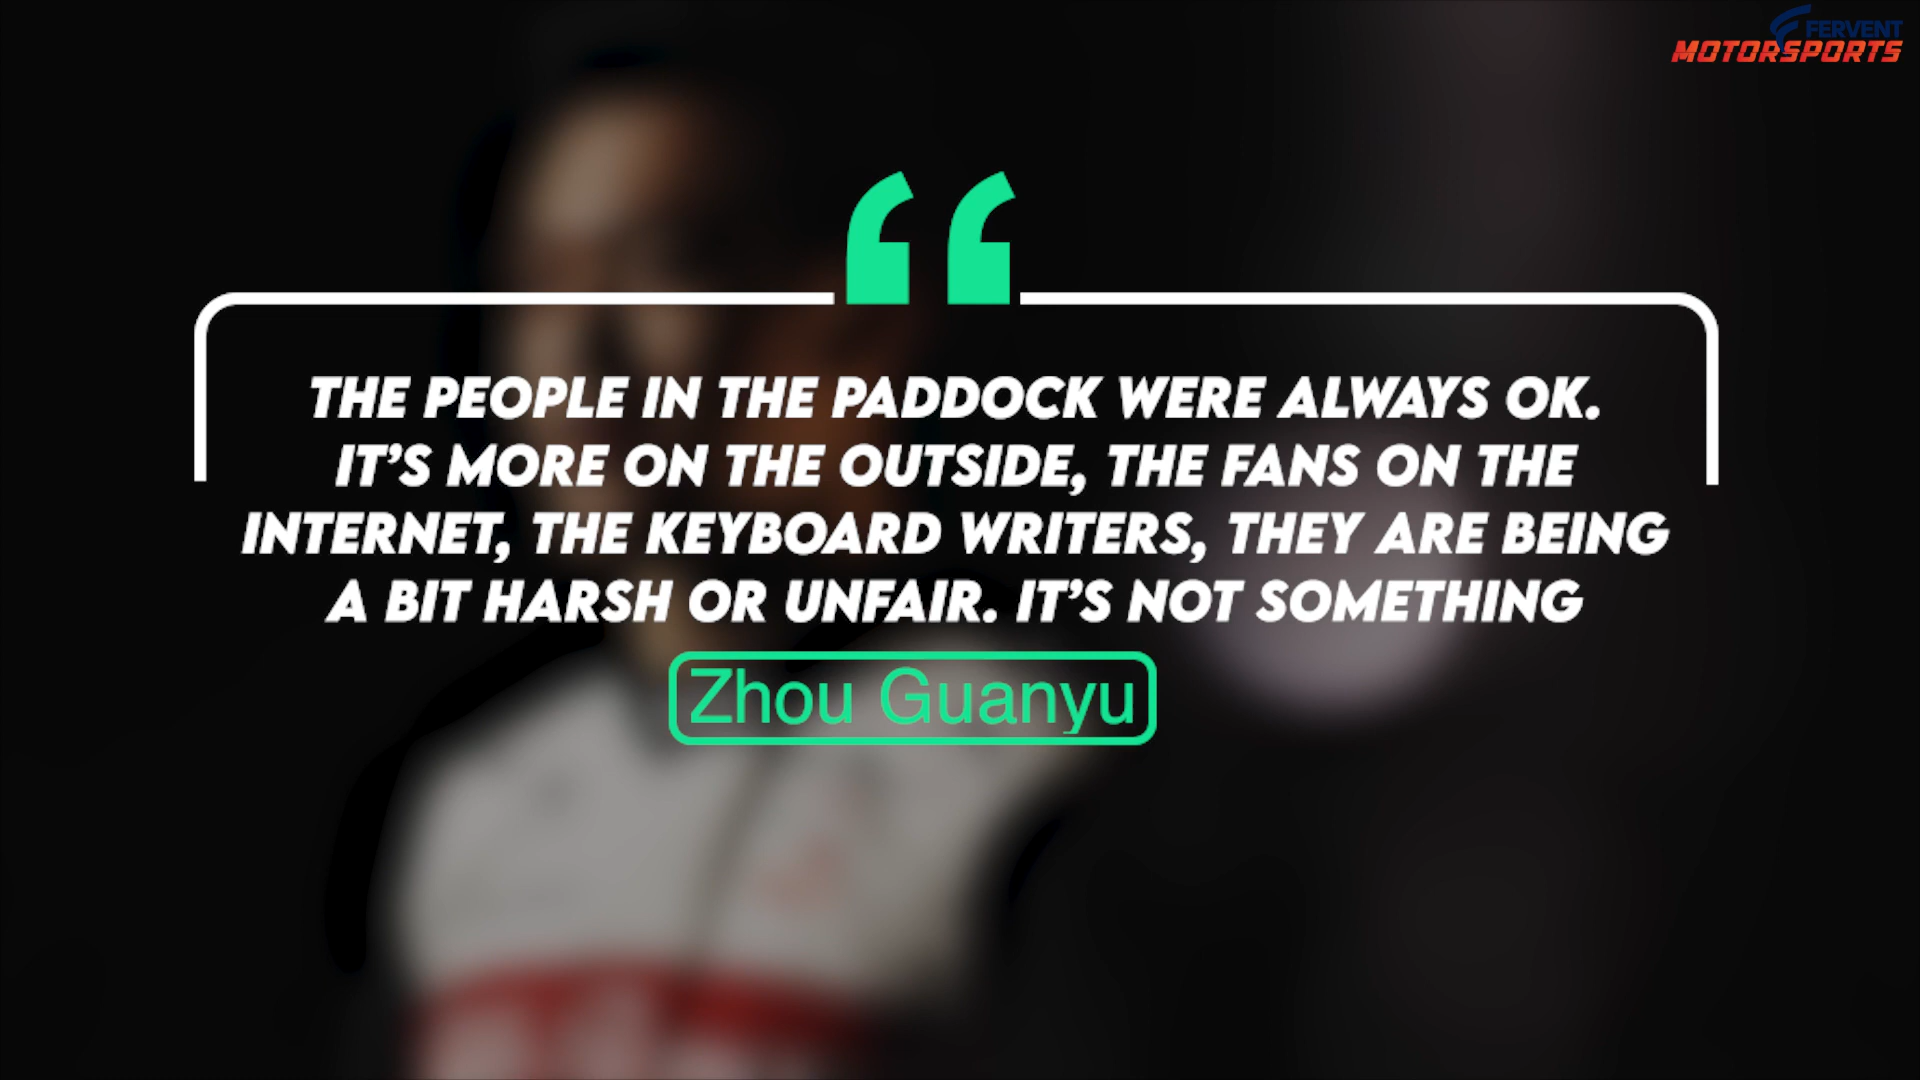 FERVENT
MOTORSPORTS
“
THE PEOPLE IN THE PADDOCK WERE ALWAYS OK.
IT’S MORE ON THE OUTSIDE, THE FANS ON THE
INTERNET, THE KEYBOARD WRITERS, THEY ARE BEING
A BIT HARSH OR UNFAIR. IT’S NOT SOMETHING
Zhou Guanyu